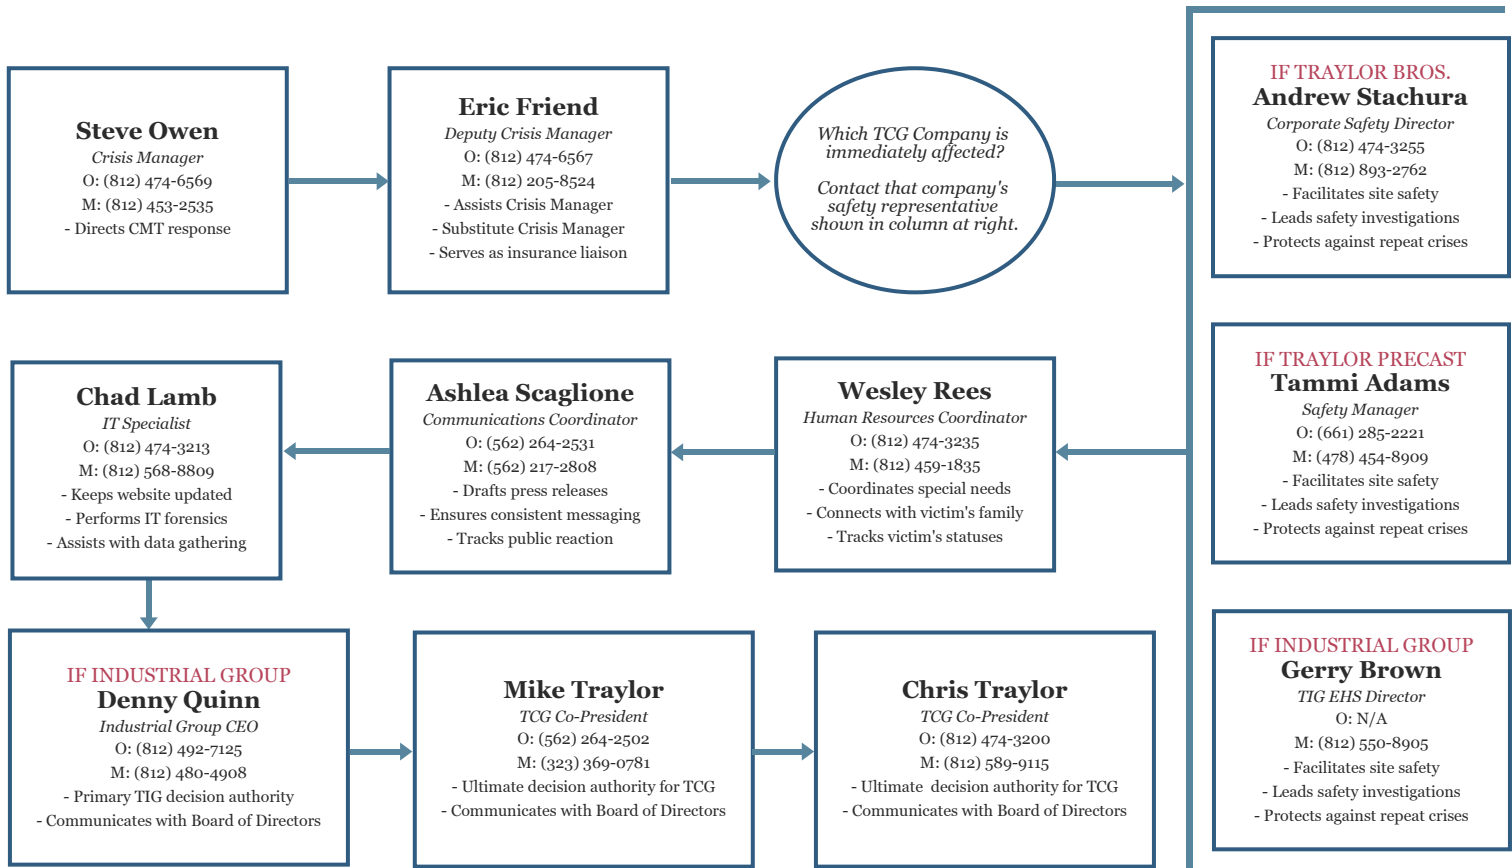 Steve Owen
Crisis Manager
O: (812) 474-6569
M: (812) 453-2535
- Directs CMT response
Eric Friend
Deputy Crisis Manager
O: (812) 474-6567
M: (812) 205-8524
- Assists Crisis Manager
- Substitute Crisis Manager
- Serves as insurance liaison
Which TCG Company is
immediately affected?
Contact that company's
safety representative
shown in column at right.
IF TRAYLOR BROS.
Andrew Stachura
Corporate Safety Director
O: (812) 474-3255
M: (812) 893-2762
- Facilitates site safety
- Leads safety investigations
- Protects against repeat crises
IF TRAYLOR PRECAST
Tammi Adams
Safety Manager
O: (661) 285-2221
M: (478) 454-8909
- Facilitates site safety
- Leads safety investigations
- Protects against repeat crises
IF INDUSTRIAL GROUP
Gerry Brown
TIG EHS Director
O: N/A
M: (812) 550-8905
- Facilitates site safety
- Leads safety investigations
- Protects against repeat crises
Wesley Rees
Human Resources Coordinator
O: (812) 474-3235
M: (812) 459-1835
- Coordinates special needs
- Connects with victim's family
- Tracks victim's statuses
Ashlea Scaglione
Communications Coordinator
O: (562) 264-2531
M: (562) 217-2808
- Drafts press releases
- Ensures consistent messaging
- Tracks public reaction
Chad Lamb
IT Specialist
O: (812) 474-3213
M: (812) 568-8809
- Keeps website updated
- Performs IT forensics
- Assists with data gathering
IF INDUSTRIAL GROUP
Denny Quinn
Industrial Group CEO
O: (812) 492-7125
M: (812) 480-4908
- Primary TIG decision authority
- Communicates with Board of Directors
Mike Traylor
TCG Co-President
O: (562) 264-2502
M: (323) 369-0781
- Ultimate decision authority for TCG
- Communicates with Board of Directors
Chris Traylor
TCG Co-President
O: (812) 474-3200
M: (812) 589-9115
- Ultimate  decision authority for TCG
- Communicates with Board of Directors